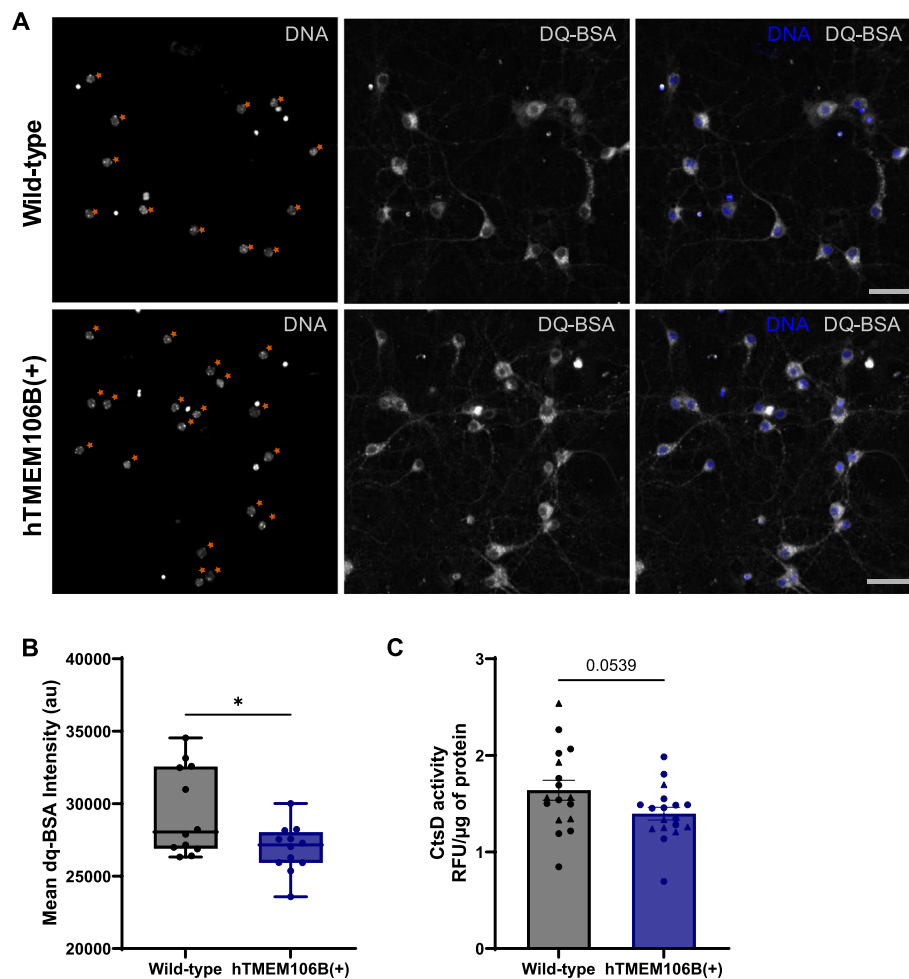 A
DNA
DQ-BSA
DNA DQ-BSA
Wild-type
DNA
DQ-BSA
DNA DQ-BSA
hTMEM106B(+)
B
Mean dq-BSA Intensity (au)
40000
35000
30000
25000
20000
*
Wild-type
hTMEM106B(+)
C
CtsD activity
RFU/µg of protein
3
2
1
0
0.0539
Wild-type
hTMEM106B(+)